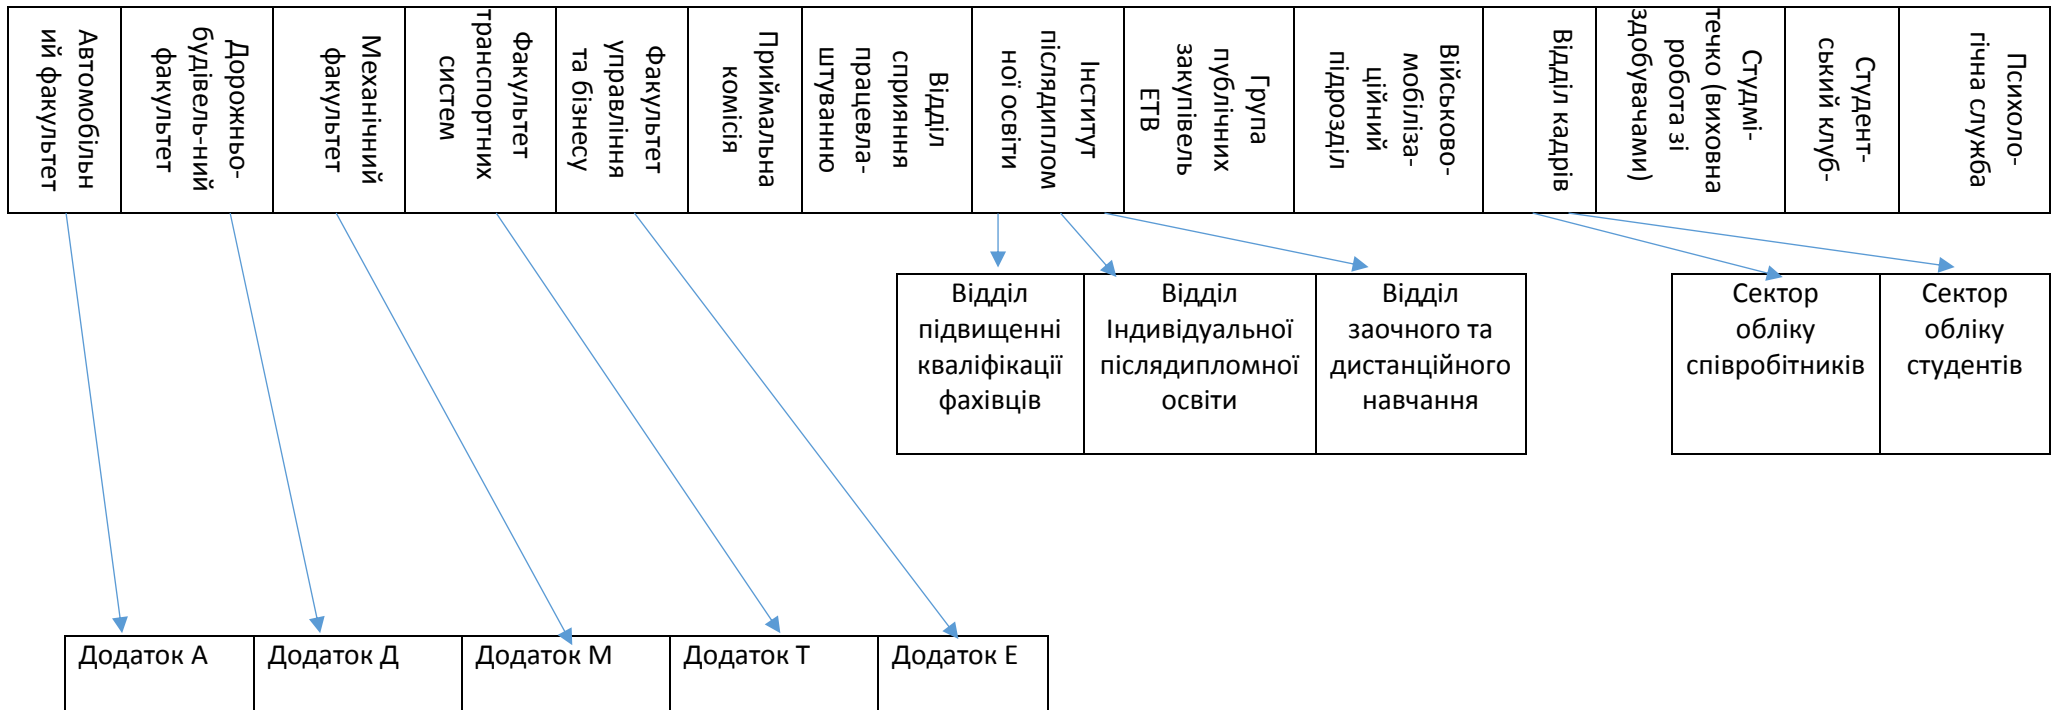 Автомобільн
ий факультет
Дорожньо-
будівель-ний
факультет
Механічний
факультет
Факультет
транспортних
систем
Факультет
управління
та бізнесу
Приймальна
комісія
Відділ
сприяння
працевла-
штуванню
Інститут
післядиплом
ної освіти
Група
публічних
закупівель
ЕТВ
Військово-
мобіліза-
ційний
підрозділ
Відділ кадрів
Студмі-
течко (виховна
робота зі
здобувачами)
Студент-
ський клуб-
Психоло-
гічна служба
Відділ
підвищенні
кваліфікації
фахівців
Відділ
Індивідуальної
післядипломної
освіти
Відділ
заочного та
дистанційного
навчання
Сектор
обліку
співробітників
Сектор
обліку
студентів
Додаток А
Додаток Д
Додаток М
Додаток Т
Додаток Е